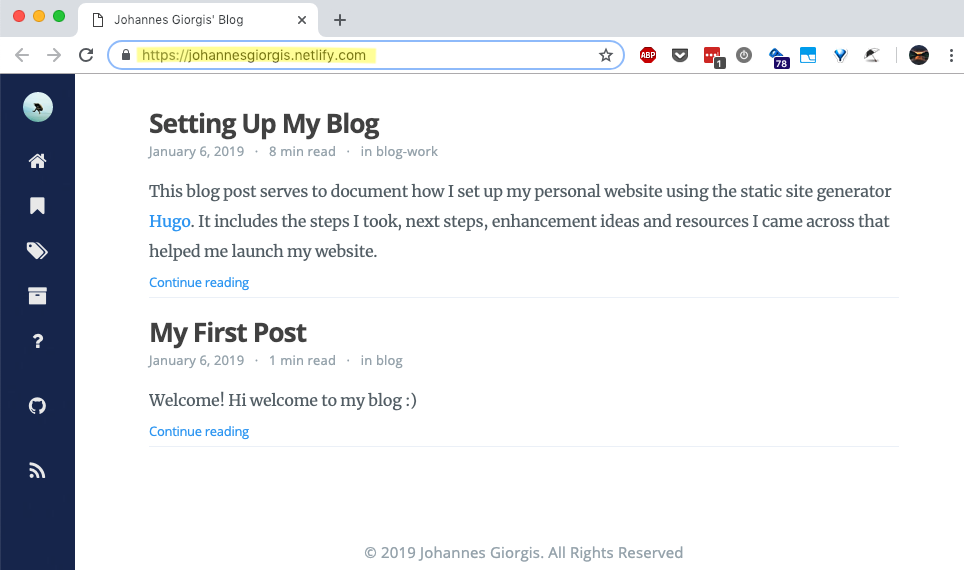 Johannes Giorgis' Blog
https://johannesgiorgis.netlify.com
ABP
1
78
Setting Up My Blog
January 6, 2019 · 8 min read · in blog-work
This blog post serves to document how I set up my personal website using the static site generator
Hugo. It includes the steps I took, next steps, enhancement ideas and resources I came across that
helped me launch my website.
Continue reading
My First Post
January 6, 2019 · 1 min read · in blog
Welcome! Hi welcome to my blog :)
Continue reading
?
© 2019 Johannes Giorgis. All Rights Reserved